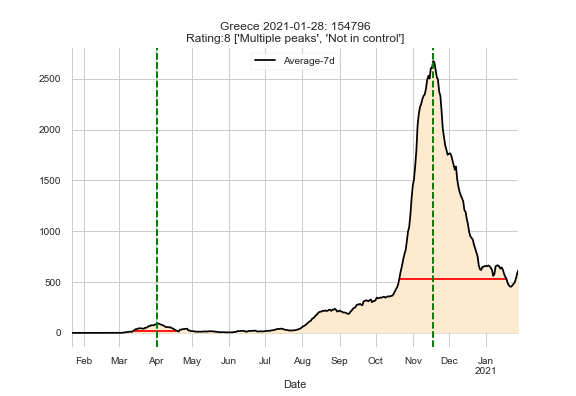 Greece 2021-01-28: 154796
Rating:8 ['Multiple peaks', 'Not in control']
Average-7d
2500
2000
1500
1000
500
0
Feb Mar Apr May Jun Jul Aug Sep Oct Nov Dec Jan
2021
Date